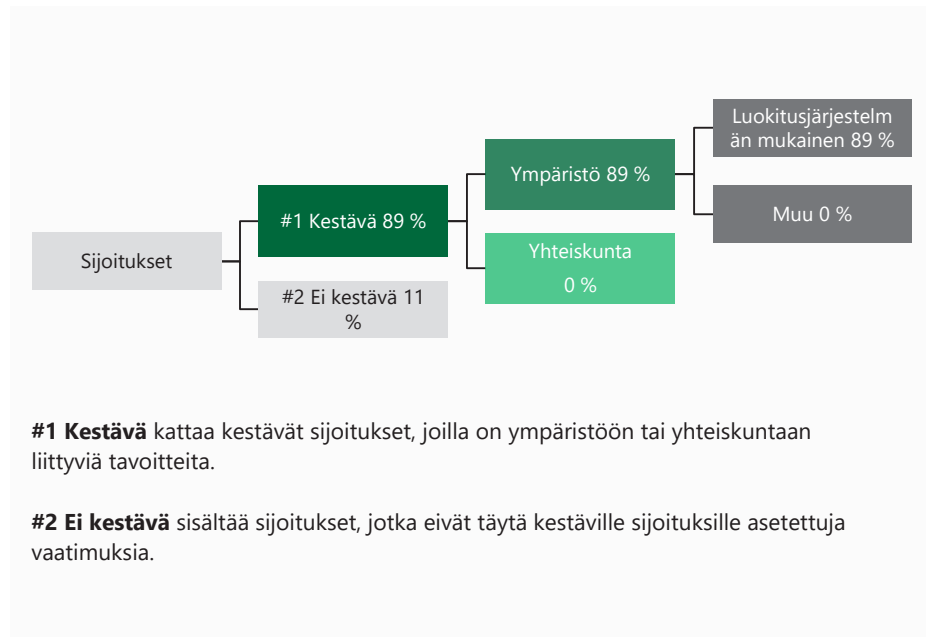 Sijoitukset
#1 Kestävä 89 %
#2 Ei kestävä 11
%
Ympäristö 89 %
Yhteiskunta
0 %
Luokitusjärjestelm
än mukainen 89 %
Muu 0 %
#1 Kestävä kattaa kestävät sijoitukset, joilla on ympäristöön tai yhteiskuntaan
liittyviä tavoitteita.
#2 Ei kestävä sisältää sijoitukset, jotka eivät täytä kestäville sijoituksille asetettuja
vaatimuksia.